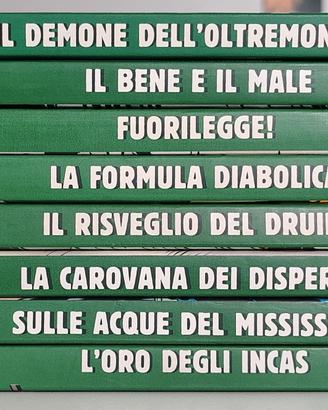 L DEMONE DELL'OLTREMON
IL BENE E IL MALE
FUORILEGGE!
LA FORMULA DIABOLICA
IL RISVEGLIO DEL DRUI
LA CAROVANA DEI DISPER
SULLE ACQUE DEL MISSISS
L'ORO DEGLI INCAS